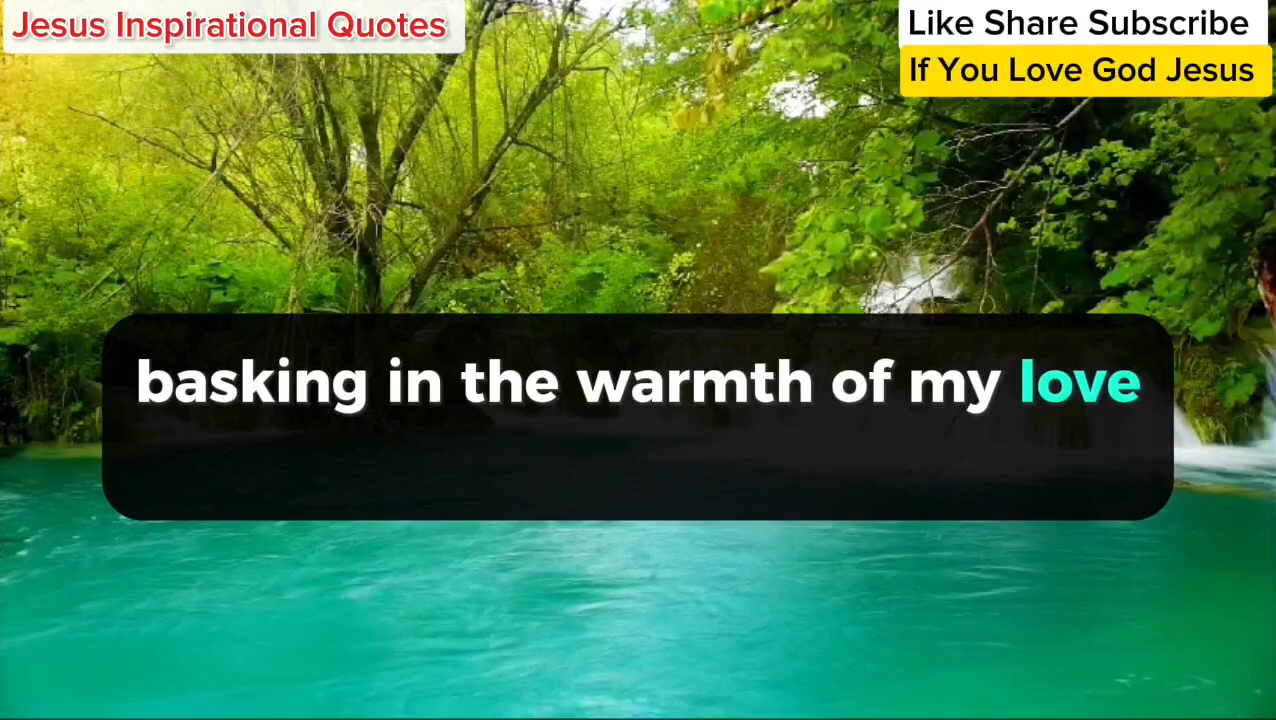 Jesus Inspirational Quotes
Like Share Subscribe
If You Love God Jesus
basking in the warmth of my love